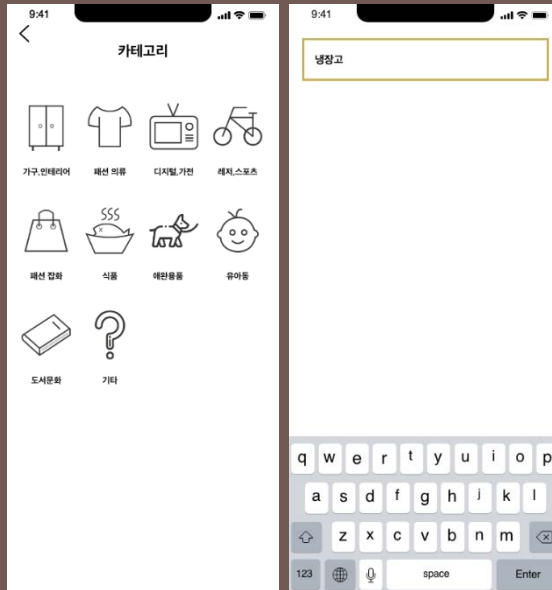 9:41
카테고리
가구,인테리어 패션 의류 디지털,가전 레저,스포츠
SSS
패션 잡화 식품 애완용품 유아동
도서문화 기타
9:41
냉장고
q w e r t y u i o p
a s d f g h j k l
z x c v b n m
123 space Enter